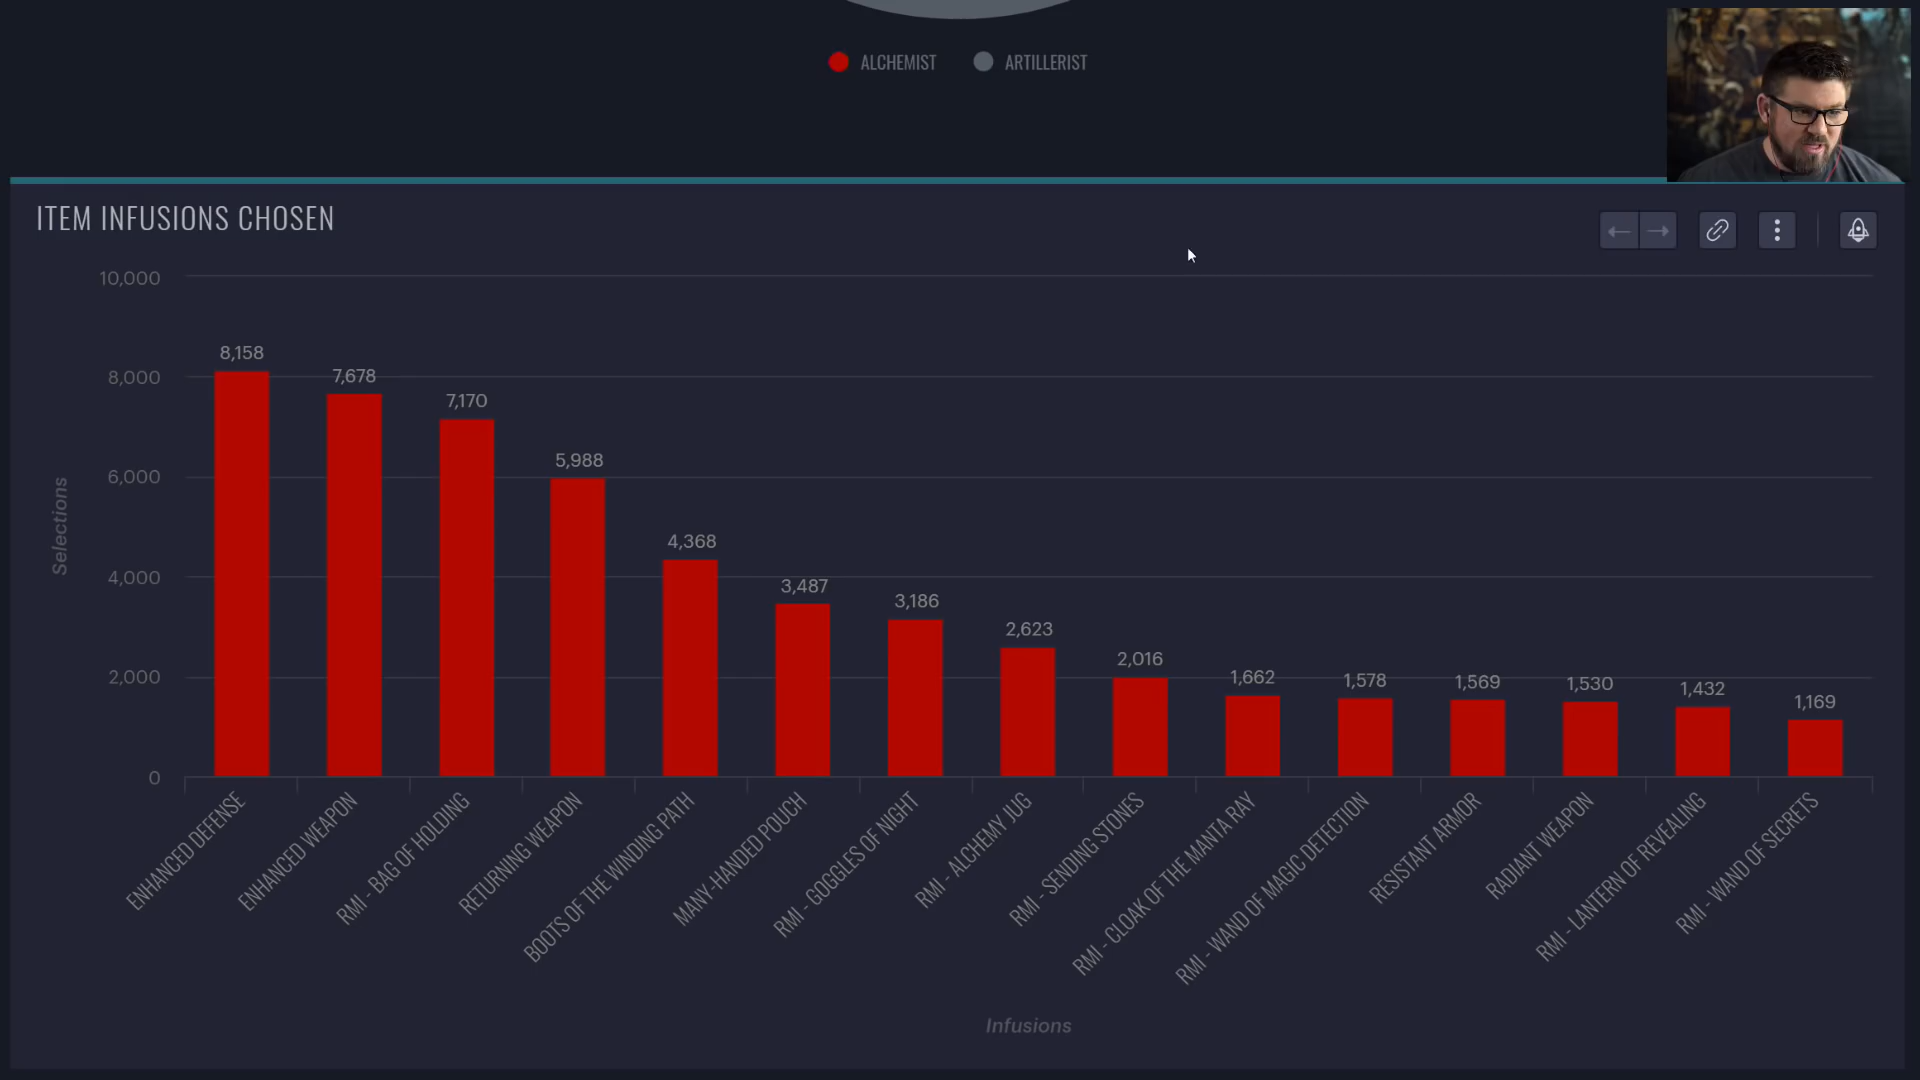 ALCHEMIST ARTILLERIST
ITEM INFUSIONS CHOSEN
10,000
8,000
6,000
4,000
2,000
0
Selections
8,158
7,678
7,170
5,988
4,368
3,487
3,186
2,623
2,016
1,662
1,578
1,569
1,530
1,432
1,169
ENHANCED DEFENSE
ENHANCED WEAPON
RMI - BAG OF HOLDING
RETURNING WEAPON
BOOTS OF THE WINDING PATH
MANY-HANDED POUCH
RMI - GOGGLES OF NIGHT
RMI - ALCHEMY JUG
RMI - SENDING STONES
RMI - CLOAK OF THE MANTA RAY
RMI - WAND OF MAGIC DETECTION
RESISTANT ARMOR
RADIANT WEAPON
RMI - LANTERN OF REVEALING
RMI - WAND OF SECRETS
Infusions